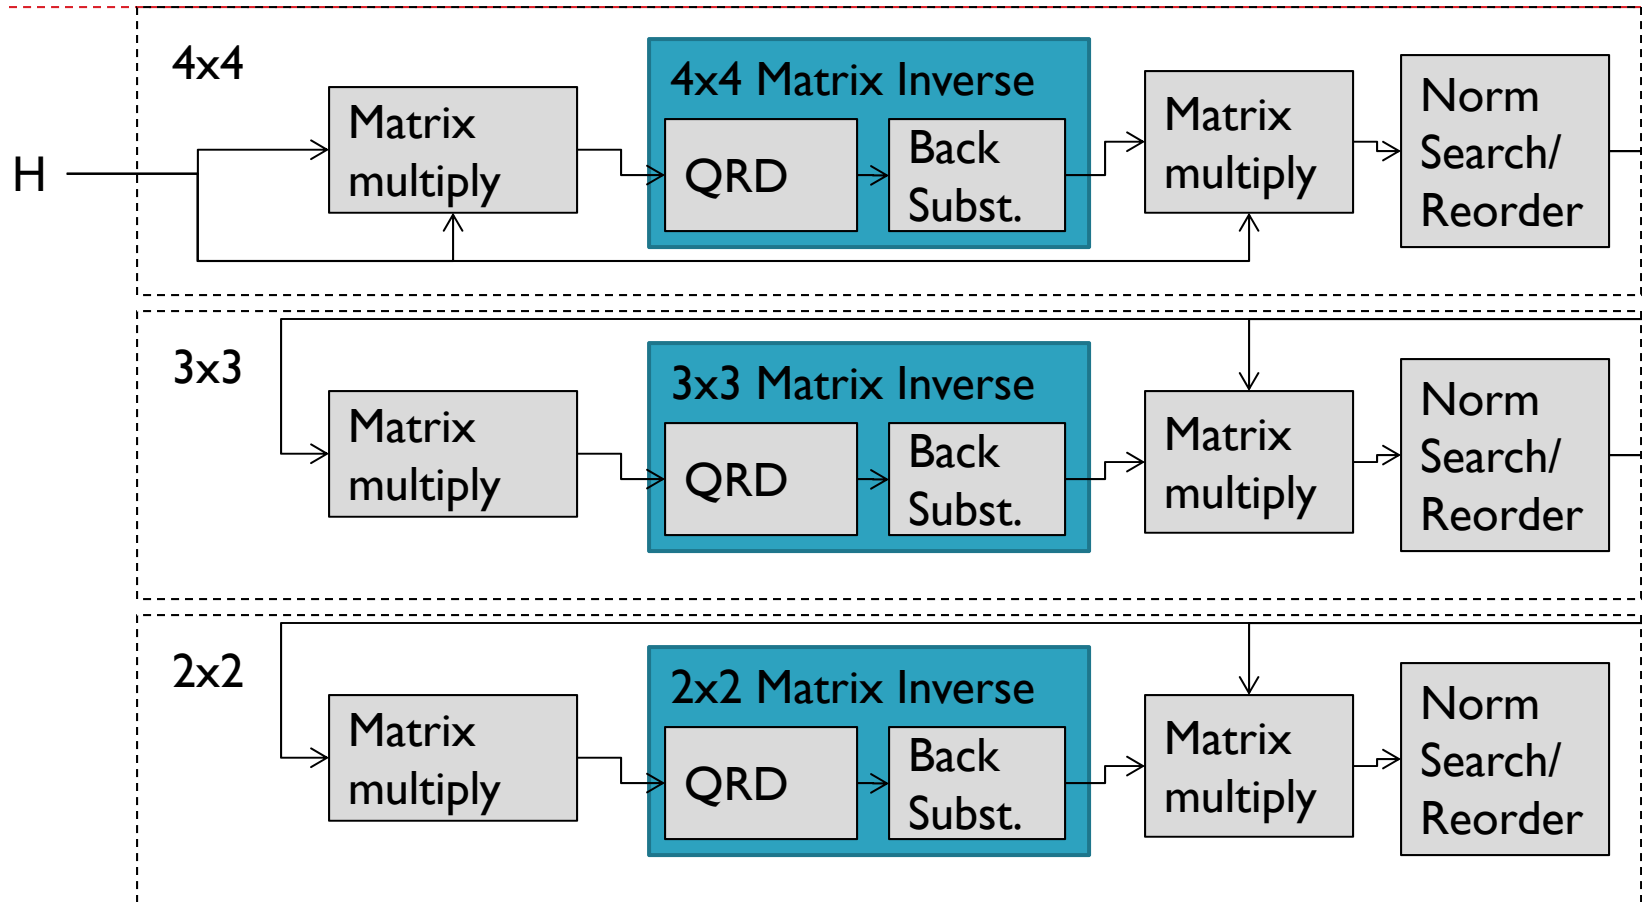 4x4
H
Matrix
multiply
4x4 Matrix Inverse
QRD
Back
Subst.
Matrix
multiply
Norm
Search/
Reorder
3x3
Matrix
multiply
3x3 Matrix Inverse
QRD
Back
Subst.
Matrix
multiply
Norm
Search/
Reorder
2x2
Matrix
multiply
2x2 Matrix Inverse
QRD
Back
Subst.
Matrix
multiply
Norm
Search/
Reorder